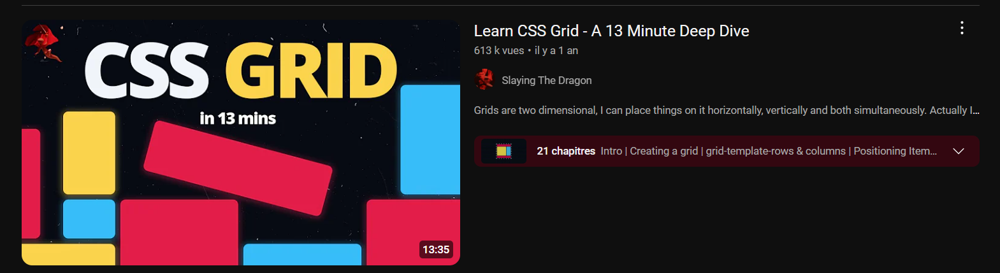 CSS GRID
in 13 mins
13:35
Learn CSS Grid - A 13 Minute Deep Dive
613 k vues • il y a 1 an
Slaying The Dragon
Grids are two dimensional, I can place things on it horizontally, vertically and both simultaneously. Actually I...
21 chapitres Intro | Creating a grid | grid-template-rows & columns | Positioning Item...